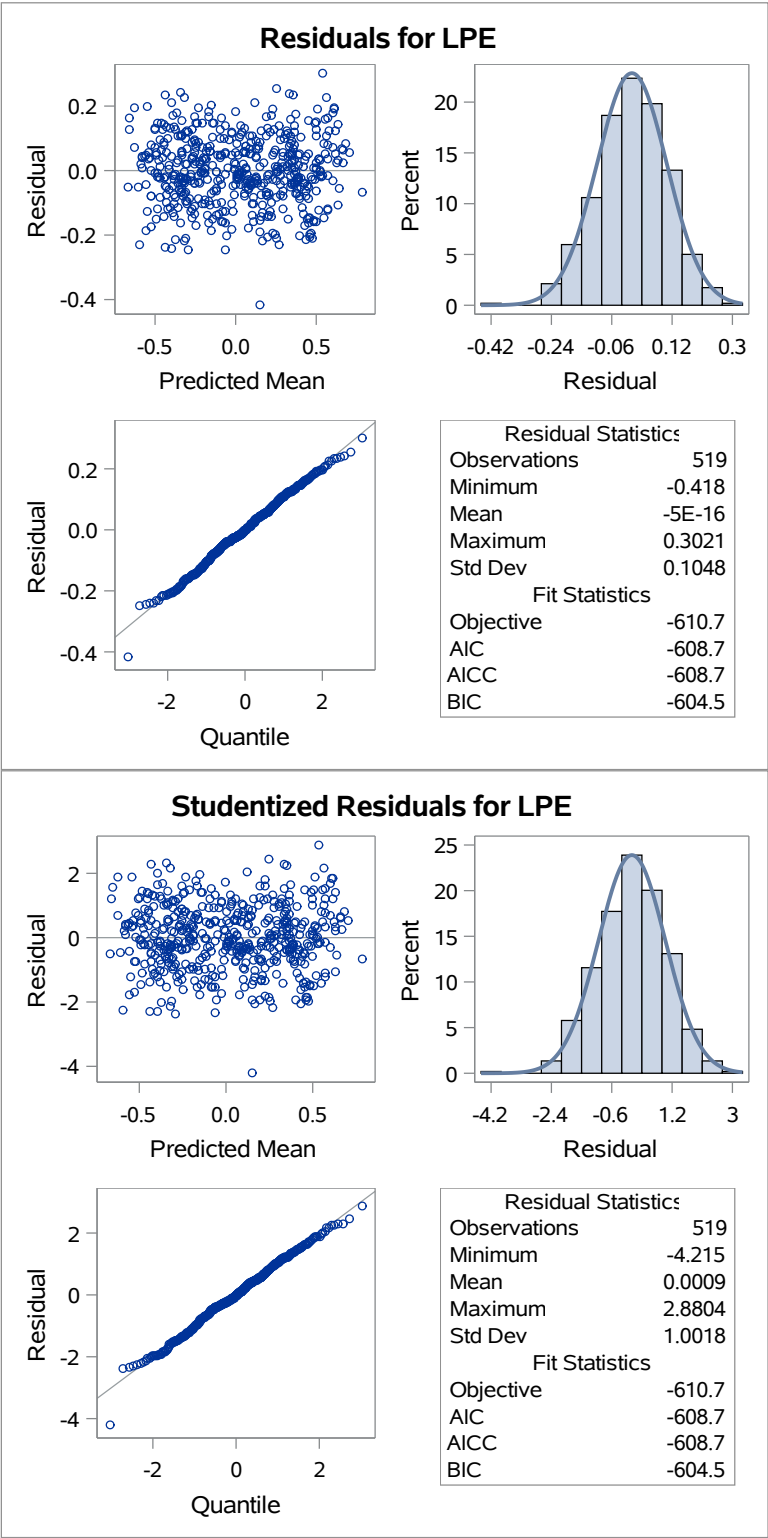 Residuals for LPE
0.2
0.0
-0.2
-0.4
Residual
-0.5 0.0 0.5
Predicted Mean
20
15
10
5
0
Percent
-0.42 -0.24 -0.06 0.12 0.3
Residual
0.2
0.0
-0.2
-0.4
Residual
-2 0 2
Quantile
Residual Statistics
Observations 519
Minimum -0.418
Mean -5E-16
Maximum 0.3021
Std Dev 0.1048
Fit Statistics
Objective -610.7
AIC -608.7
AICC -608.7
BIC -604.5
Studentized Residuals for LPE
2
0
-2
-4
Residual
-0.5 0.0 0.5
Predicted Mean
25
20
15
10
5
0
Percent
-4.2 -2.4 -0.6 1.2 3
Residual
2
0
-2
-4
Residual
-2 0 2
Quantile
Residual Statistics
Observations 519
Minimum -4.215
Mean 0.0009
Maximum 2.8804
Std Dev 1.0018
Fit Statistics
Objective -610.7
AIC -608.7
AICC -608.7
BIC -604.5